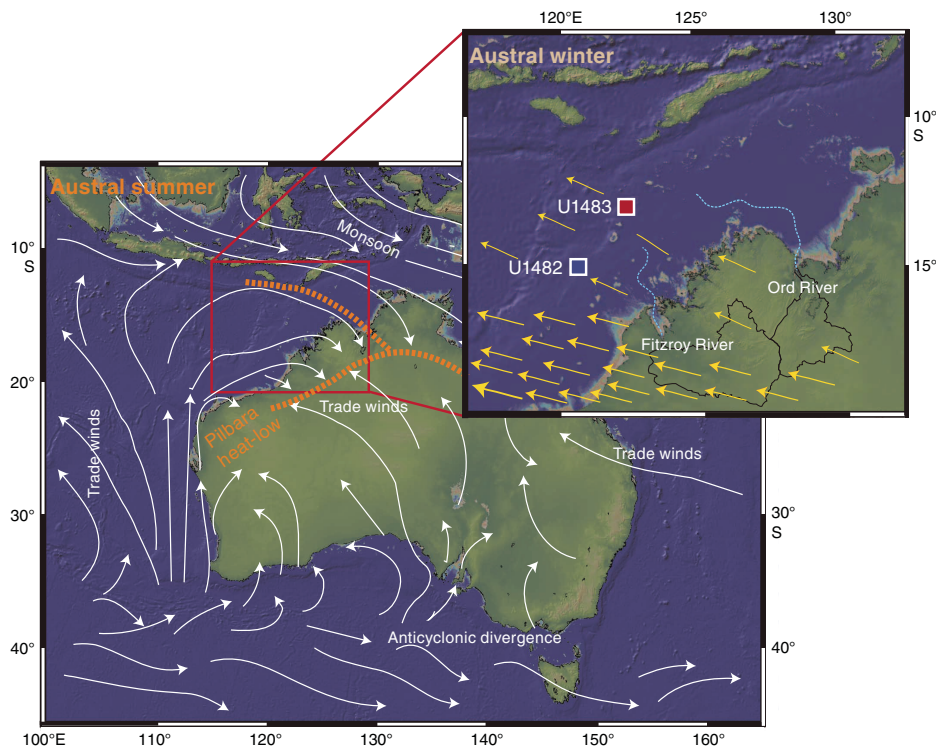 120°E
125°
130°
Austral winter
10°
S
U1483
U1482
15°
Ord River
Fitzroy River
Austral summer
Monsoon
10°
S
20°
Trade winds
Pilbara
heat-low
Trade winds
Trade winds
30°
30°
S
Anticyclonic divergence
40°
40°
100°E
110°
120°
130°
140°
150°
160°